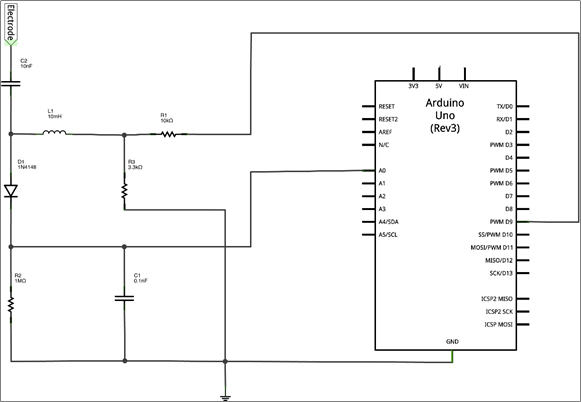 Electrode
C2
10nF
L1
10mH
R1
10kΩ
D1
1N4148
R3
3.3kΩ
R2
1MΩ
C1
0.1nF
3V3
5V
VIN
Arduino
Uno
(Rev3)
RESET
RESET2
AREF
N/C
A0
A1
A2
A3
A4/SDA
A5/SCL
TX/D0
RX/D1
D2
PWM D3
D4
PWM D5
PWM D6
D7
D8
PWM D9
SS/PWM D10
MOSI/PWM D11
MISO/D12
SCK/D13
ICSP2 MISO
ICSP2 SCK
ICSP MOSI
GND